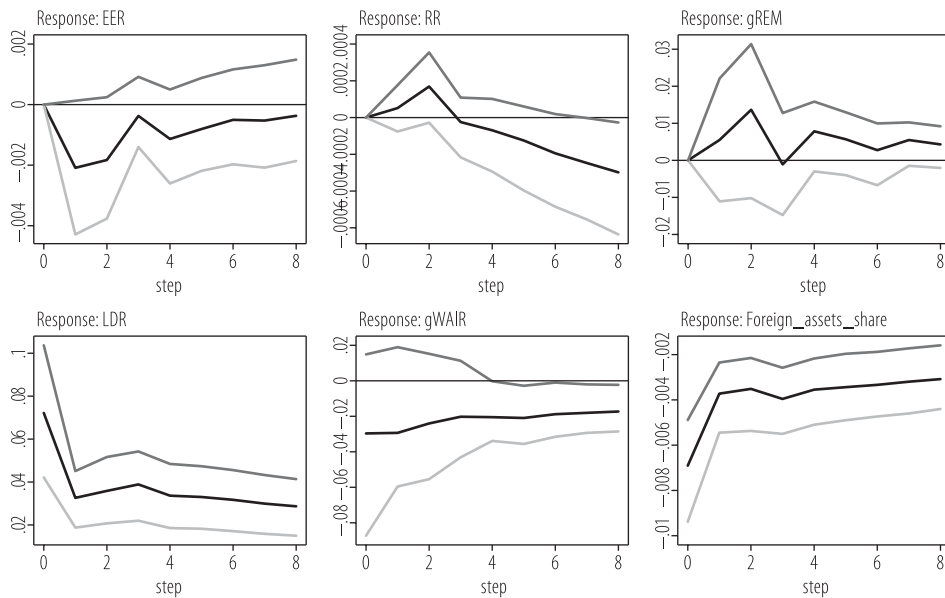 Response: EER
.002
0
−.002
−.004
0 2 4 6 8
step
Response: RR
−.0006.0004.0002 0 .0002.0004
0 2 4 6 8
step
Response: gREM
.03
.02
.01
0
−.01
−.02
0 2 4 6 8
step
Response: LDR
.1
.08
.06
.04
.02
0 2 4 6 8
step
Response: gWAIR
.02
0
−.02
−.04
−.06
−.08
0 2 4 6 8
step
Response: Foreign_assets_share
−.002
−.004
−.006
−.008
−.01
0 2 4 6 8
step